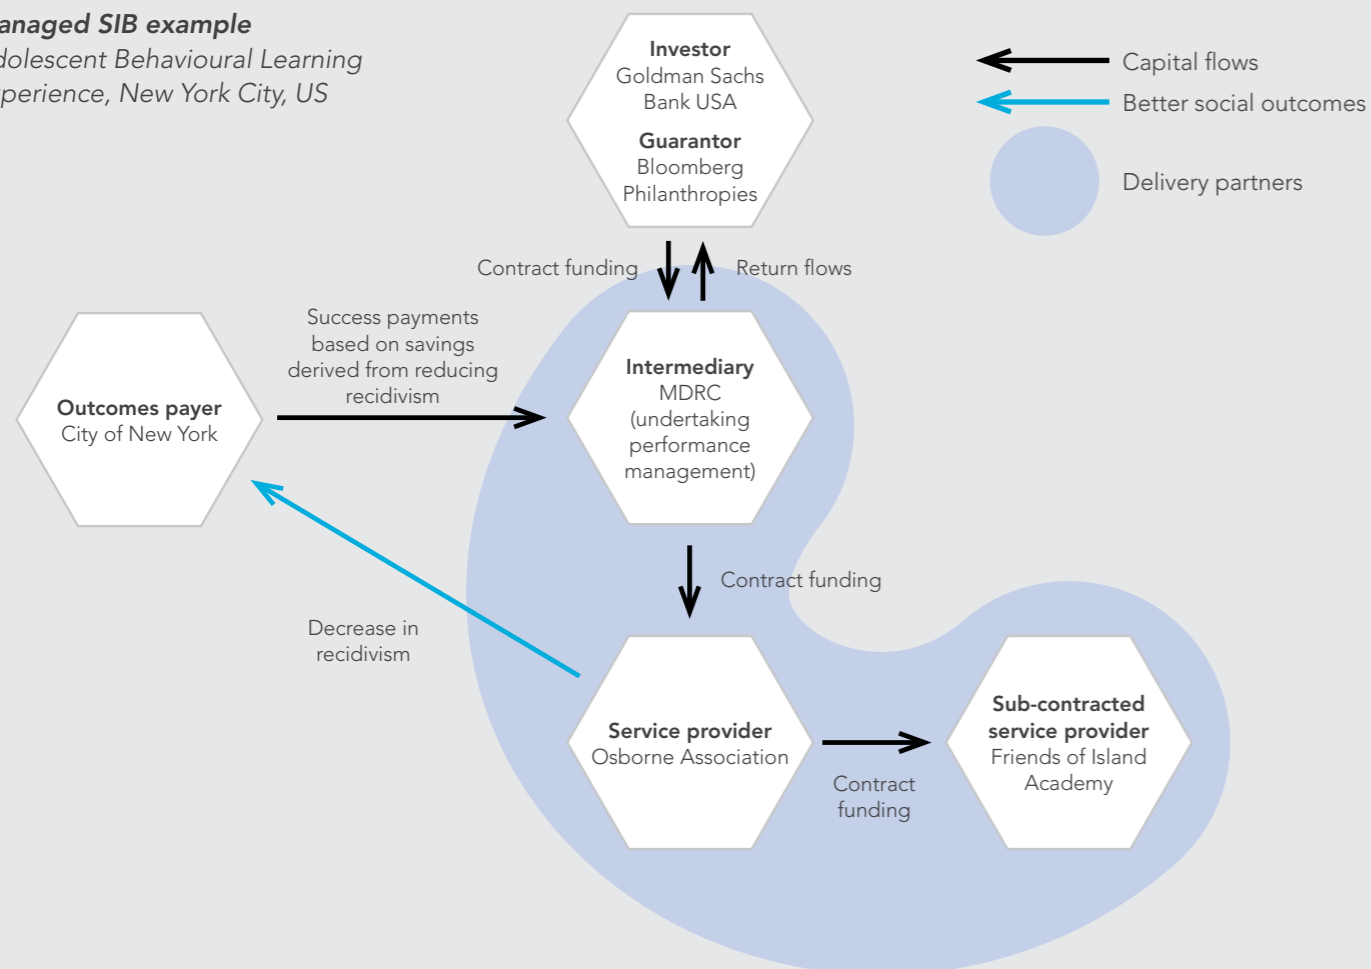 anaged SIB example
dolescent Behavioural Learning
xperience, New York City, US
Investor
Goldman Sachs
Bank USA
Guarantor
Bloomberg
Philanthropies
Capital flows
Better social outcomes
Delivery partners
Contract funding
Return flows
Success payments
based on savings
derived from reducing
recidivism
Outcomes payer
City of New York
Intermediary
MDRC
(undertaking
performance
management)
Contract funding
Decrease in
recidivism
Service provider
Osborne Association
Contract
funding
Sub-contracted
service provider
Friends of Island
Academy